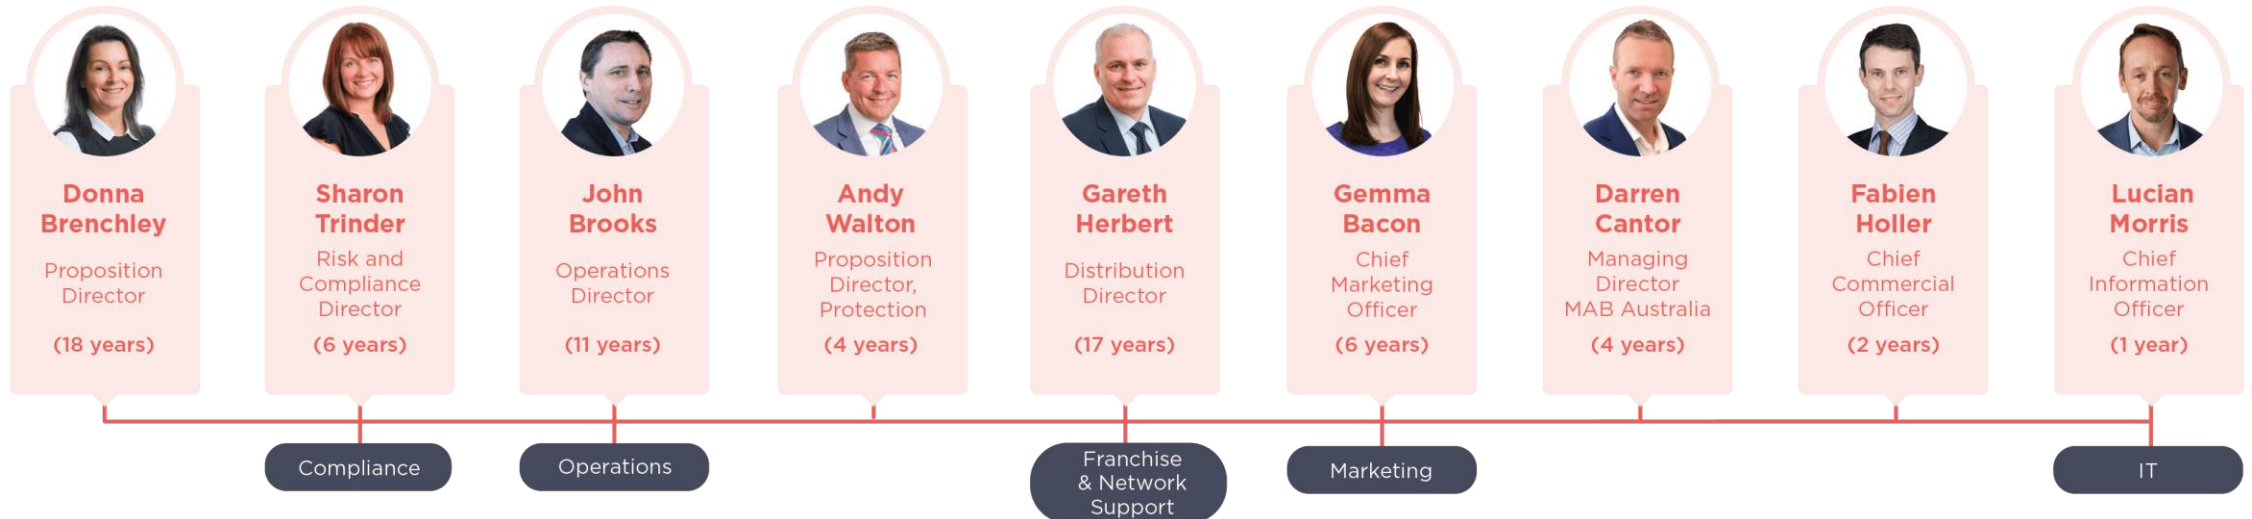 Donna
Brenchley
Proposition
Director
(18 years)
Sharon
Trinder
Risk and
Compliance
Director
(6 years)
John
Brooks
Operations
Director
(11 years)
Andy
Walton
Proposition
Director,
Protection
(4 years)
Gareth
Herbert
Distribution
Director
(17 years)
Gemma
Bacon
Chief
Marketing
Officer
(6 years)
Darren
Cantor
Managing
Director
MAB Australia
(4 years)
Fabien
Holler
Chief
Commercial
Officer
(2 years)
Lucian
Morris
Chief
Information
Officer
(1 year)
Compliance
Operations
Franchise
& Network
Support
Marketing
IT